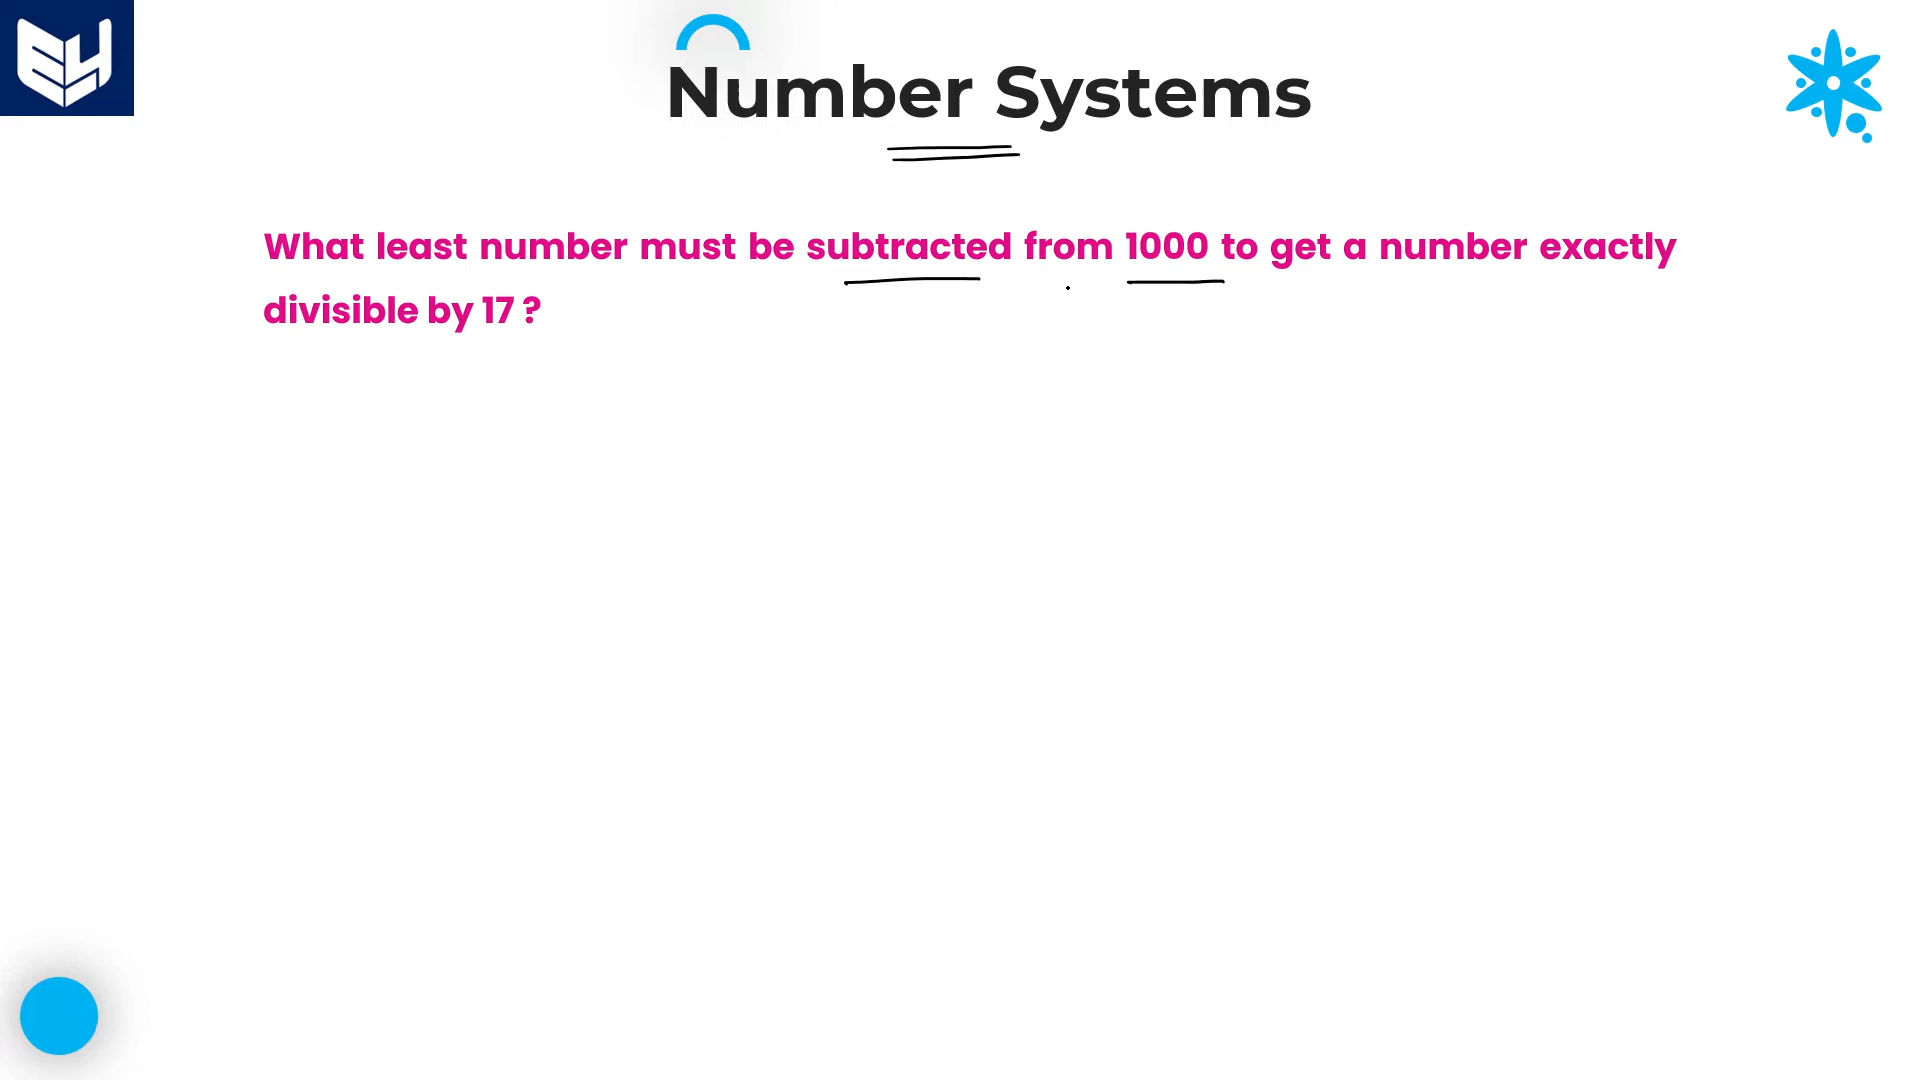 Number Systems
What least number must be subtracted from 1000 to get a number exactly
divisible by 17 ?